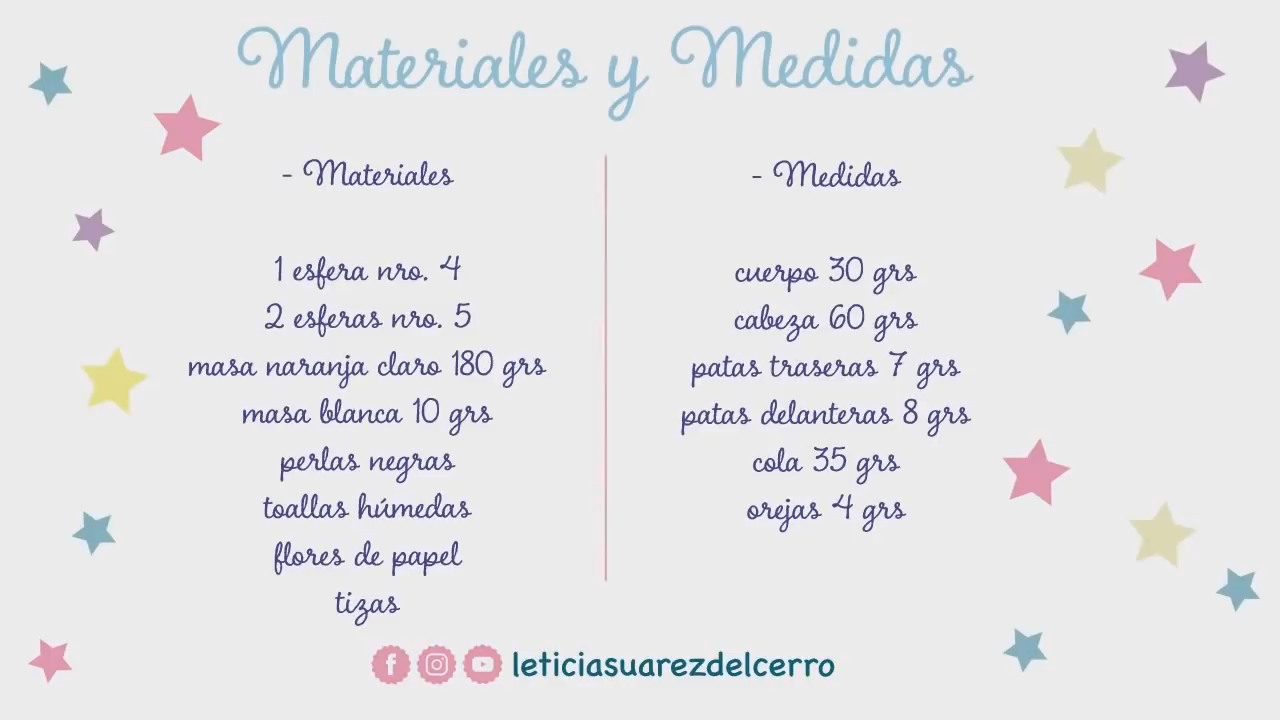 Materiales y Medidas
- Materiales
1 esfera nro. 4
2 esferas nro. 5
masa naranja claro 180 grs
masa blanca 10 grs
perlas negras
toallas húmedas
flores de papel
tizas
- Medidas
cuerpo 30 grs
cabeza 60 grs
patas traseras 7 grs
patas delanteras 8 grs
cola 35 grs
orejas 4 grs
leticiasuarezdelcerro